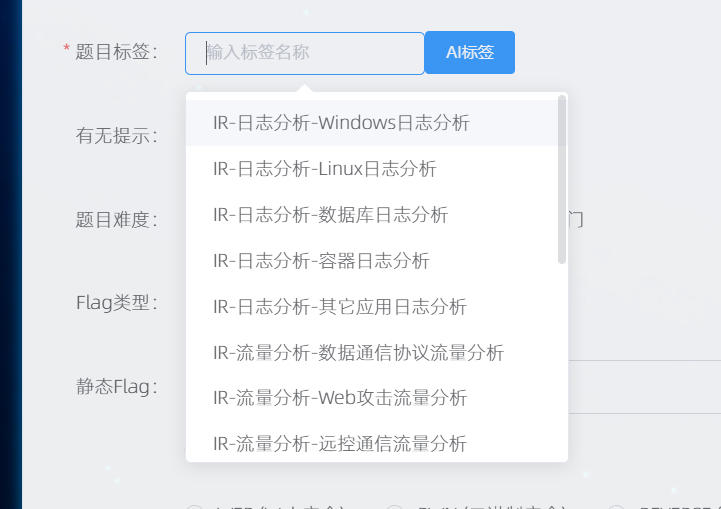 * 题目标签：
输入标签名称
AI标签
IR-日志分析-Windows日志分析
有无提示：
IR-日志分析-Linux日志分析
IR-日志分析-数据库日志分析
题目难度：
门
IR-日志分析-容器日志分析
Flag类型：
IR-日志分析-其它应用日志分析
IR-流量分析-数据通信协议流量分析
静态Flag：
IR-流量分析-Web攻击流量分析
IR-流量分析-远控通信流量分析